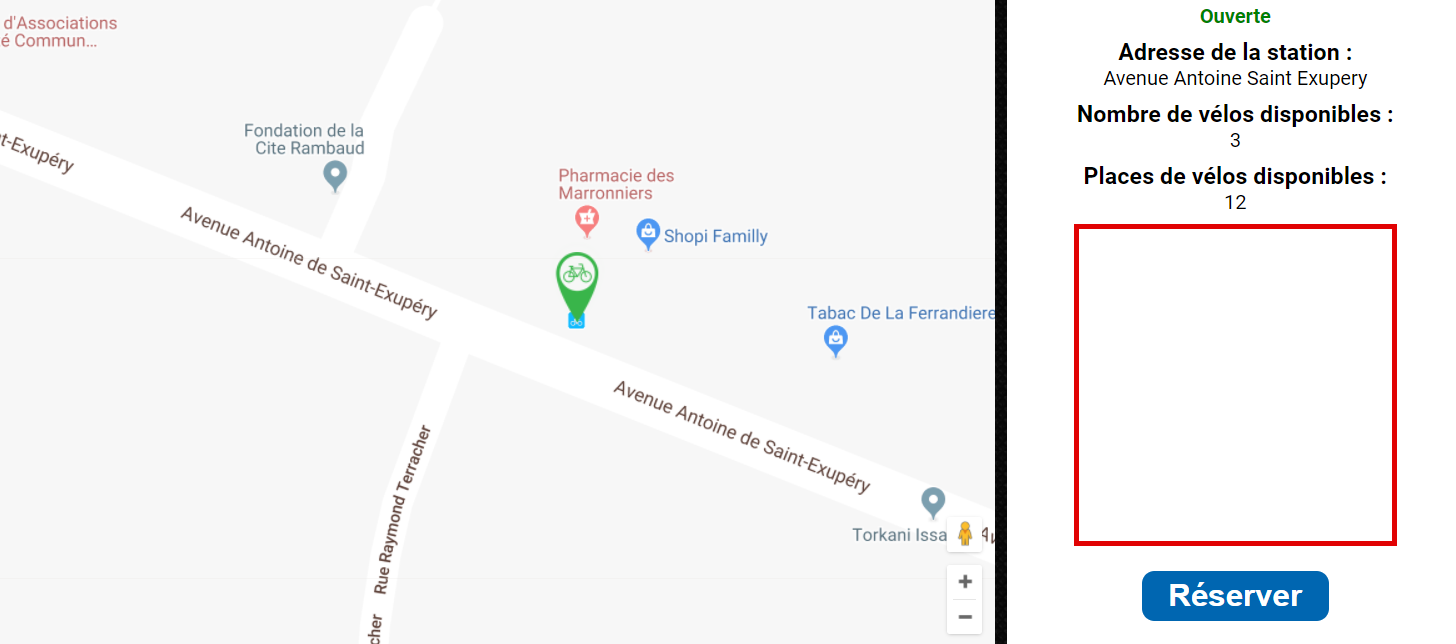 d'Associations
é Commun...
t-Exupéry
Fondation de la
Cite Rambaud
Avenue Antoine de Saint-Exupéry
Pharmacie des
Marronniers
Shopi Familly
Tabac De La Ferrandiere
Avenue Antoine de Saint-Exupéry
Rue Raymond Terracher
cher
Torkani Issa
Av
+
−
Ouverte
Adresse de la station :
Avenue Antoine Saint Exupery
Nombre de vélos disponibles :
3
Places de vélos disponibles :
12
Réserver